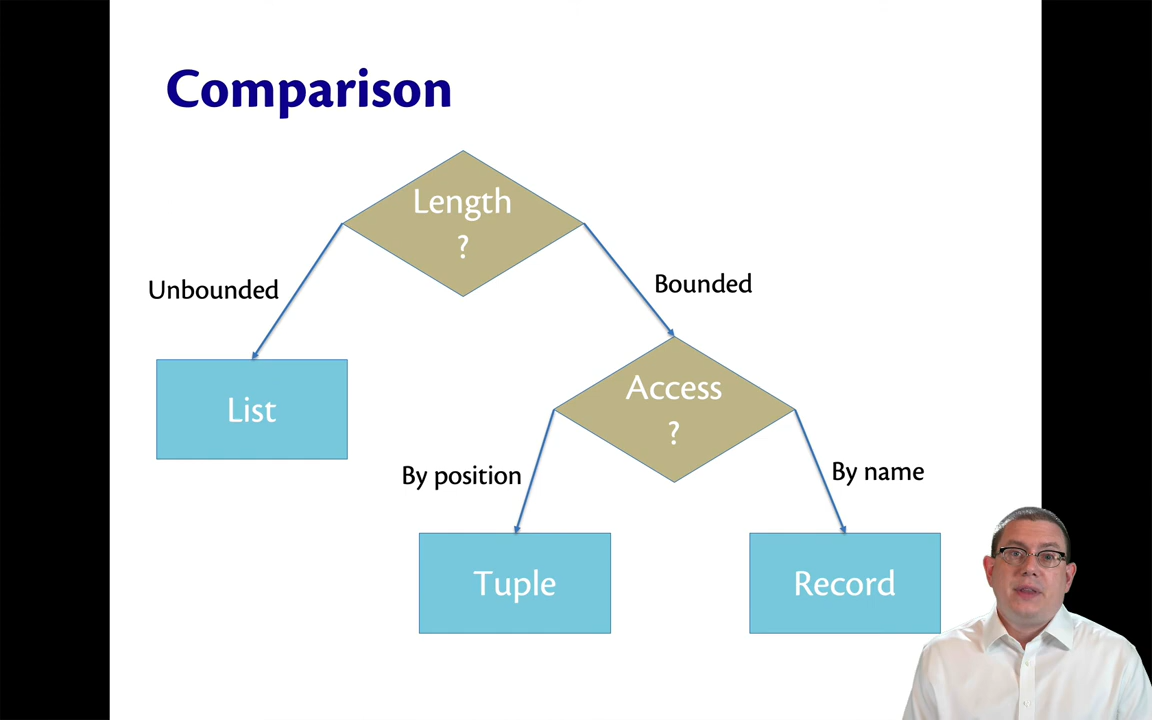 Comparison
Length
?
Unbounded
Bounded
List
Access
?
By position
By name
Tuple
Record